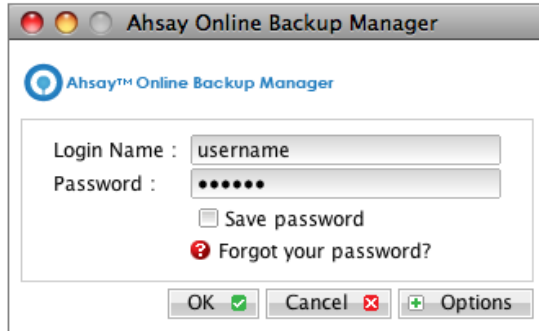 Ahsay Online Backup Manager
Ahsay™ Online Backup Manager
Login Name : username
Password : ••••••
Save password
Forgot your password?
OK Cancel Options